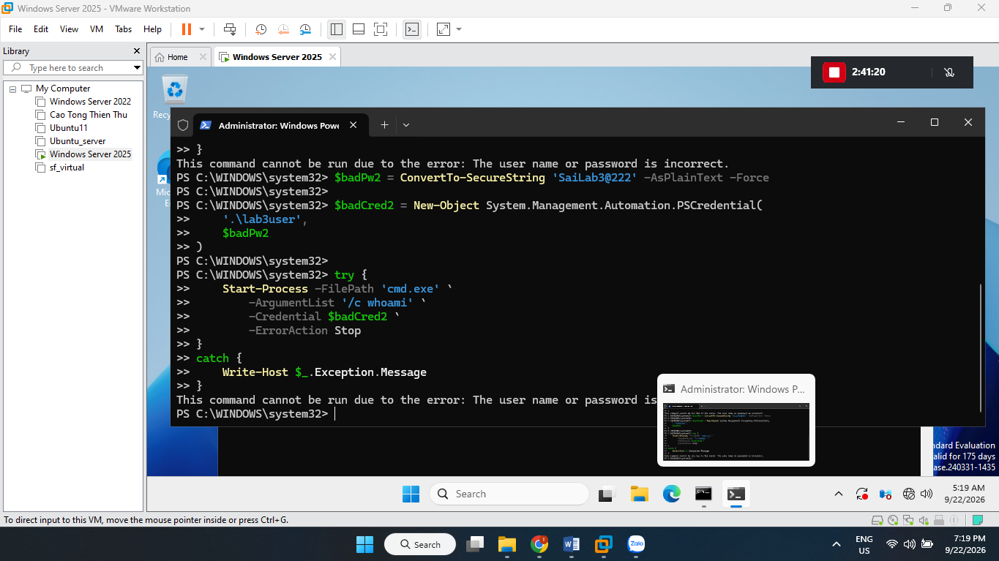 Windows Server 2025 - VMware Workstation
File Edit View VM Tabs Help
Library
Type here to search
My Computer
Windows Server 2022
Cao Tong Thien Thu
Ubuntu11
Ubuntu_server
Windows Server 2025
sf_virtual
Home
Windows Server 2025
2:41:20
Recy
Mic
E
Administrator: Windows Powe
>> }
This command cannot be run due to the error: The user name or password is incorrect.
PS C:\WINDOWS\system32> $badPw2 = ConvertTo-SecureString 'SaiLab3@222' -AsPlainText -Force
PS C:\WINDOWS\system32>
PS C:\WINDOWS\system32> $badCred2 = New-Object System.Management.Automation.PSCredential(
>>     '.\lab3user',
>>     $badPw2
>> )
PS C:\WINDOWS\system32>
PS C:\WINDOWS\system32> try {
>>     Start-Process -FilePath 'cmd.exe' `
>>         -ArgumentList '/c whoami' `
>>         -Credential $badCred2 `
>>         -ErrorAction Stop
>> }
>> catch {
>>     Write-Host $_.Exception.Message
>> }
This command cannot be run due to the error: The user name or password is
PS C:\WINDOWS\system32>
Administrator: Windows P...
ndard Evaluation
alid for 175 days
ase.240331-1435
Search
5:19 AM
9/22/2026
To direct input to this VM, move the mouse pointer inside or press Ctrl+G.
Search
Zalo
ENG
US
7:19 PM
9/22/2026